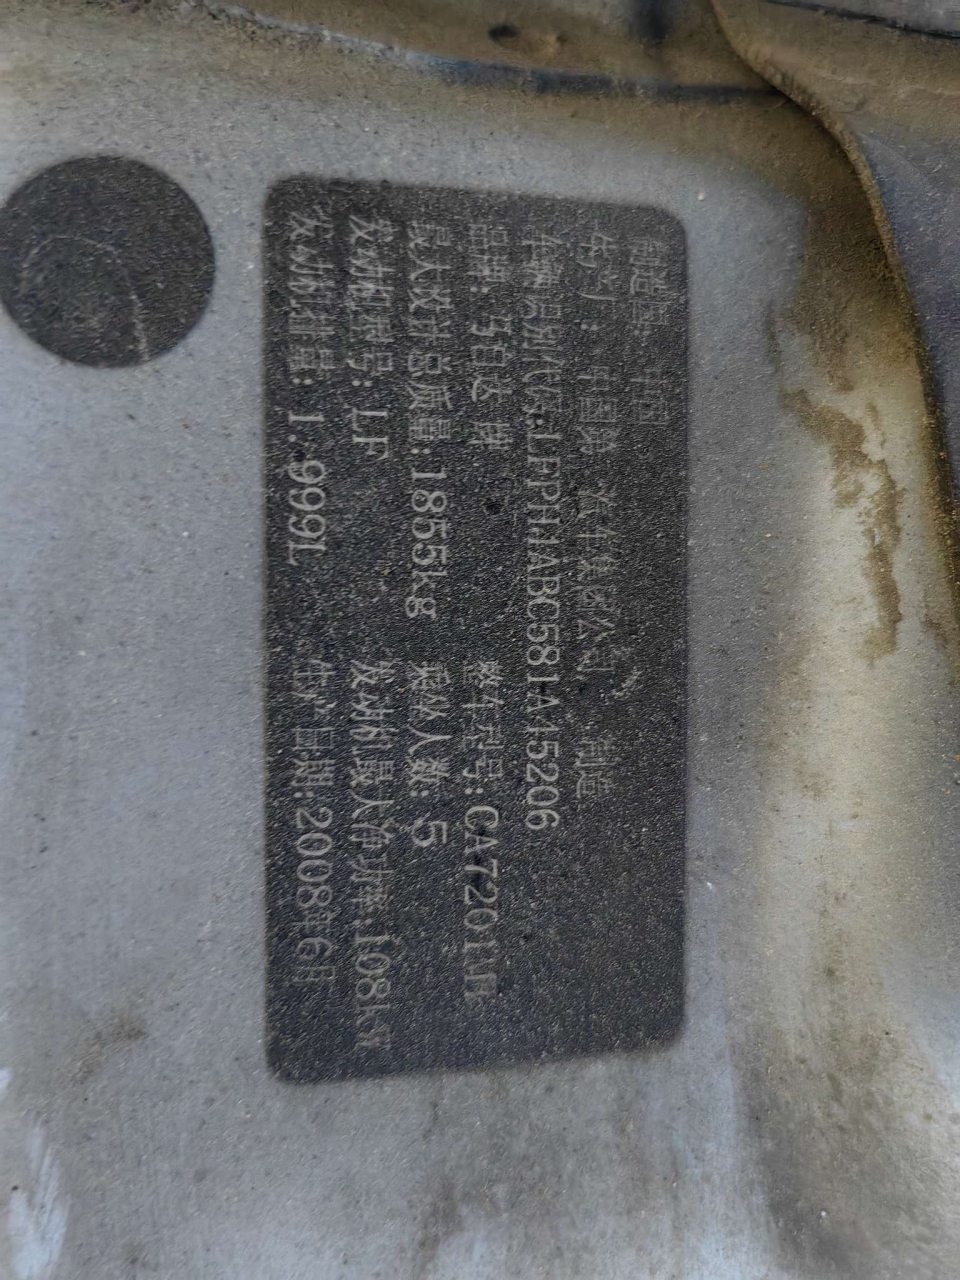 制造国 中国
生产厂: 中国第 汽车集团公司 制造
车辆识别代号:LFPH4ABC581A45206
品牌: 马自达 牌 整车型号: CA7201
最大设计总质量: 1855kg 乘坐人数: 5
发动机型号: LF 发动机最大净功率:108kW
发动机排量: 1.999L 生产日期:2008年6月